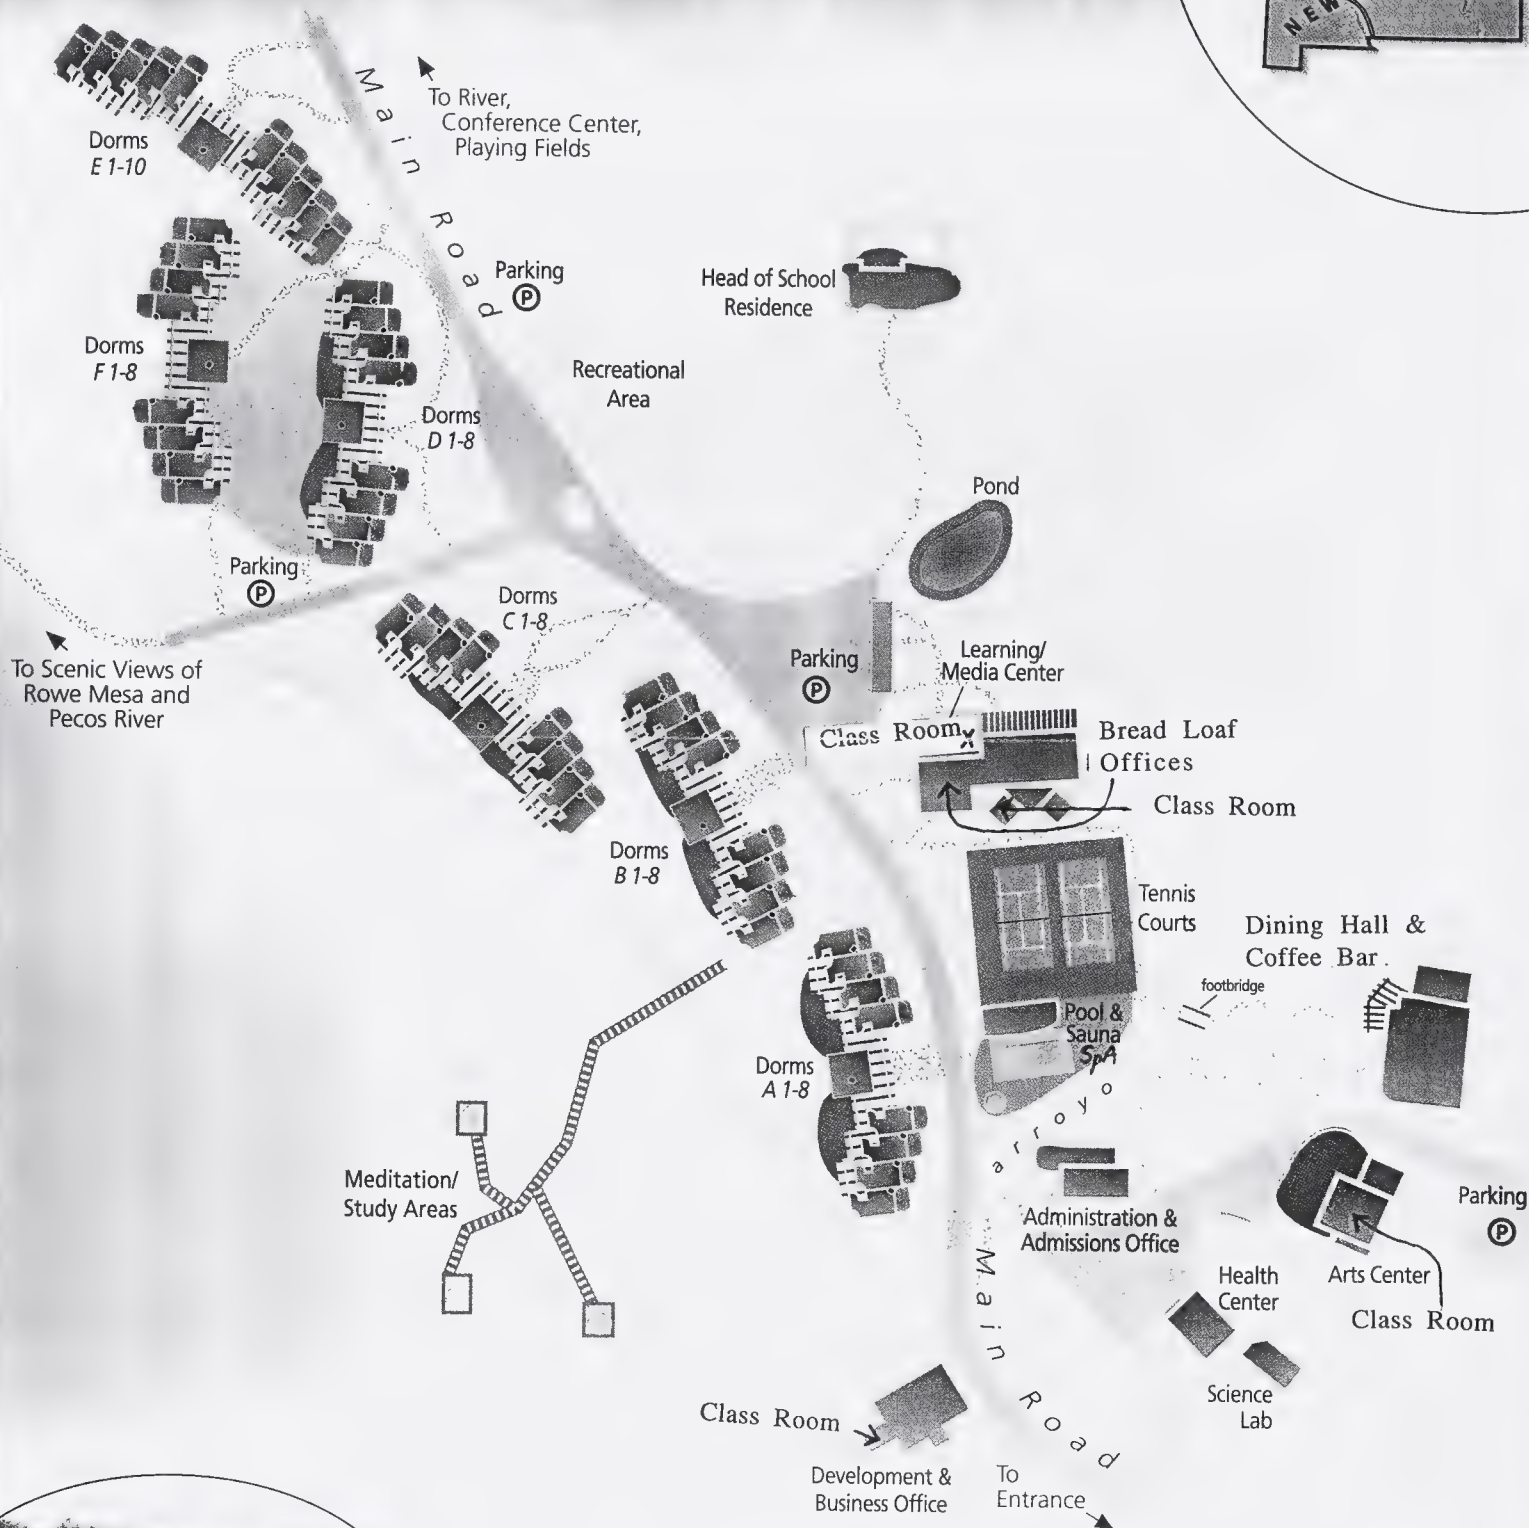 NEW
Main Road
To River,
Conference Center,
Playing Fields
Dorms
E 1-10
Parking
P
Head of School
Residence
Dorms
F 1-8
Recreational
Area
Dorms
D 1-8
Pond
Parking
P
Dorms
C 1-8
To Scenic Views of
Rowe Mesa and
Pecos River
Parking
P
Learning/
Media Center
Class Room X
Bread Loaf
Offices
Class Room
Dorms
B 1-8
Tennis
Courts
Dining Hall &
Coffee Bar.
footbridge
Pool &
Sauna
SpA
Dorms
A 1-8
arroyo
Meditation/
Study Areas
Administration &
Admissions Office
Parking
P
Arts Center
Class Room
Health
Center
Main Road
Science
Lab
Class Room
Development &
Business Office
To
Entrance